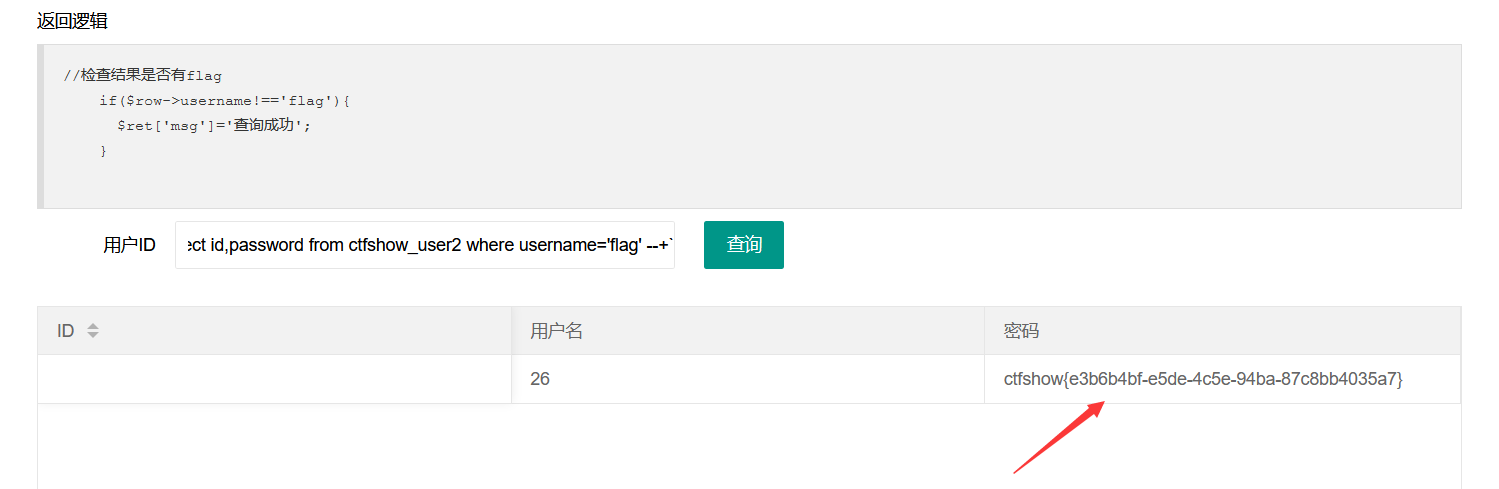 返回逻辑
//检查结果是否有flag
if($row->username!=='flag'){
$ret['msg']='查询成功';
}
用户ID ect id,password from ctfshow_user2 where username='flag' --+` 查询
ID 用户名 密码
26 ctfshow{e3b6b4bf-e5de-4c5e-94ba-87c8bb4035a7}